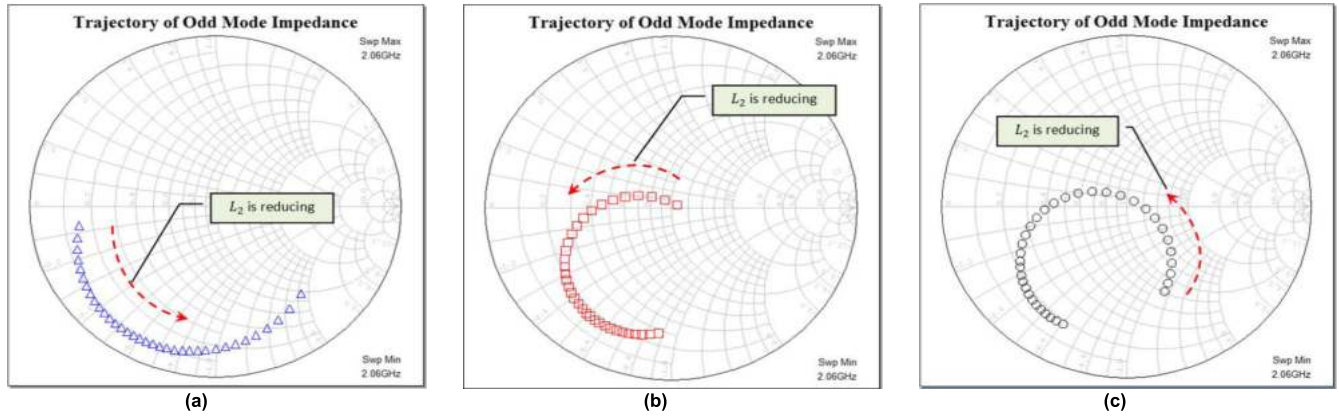 Trajectory of Odd Mode Impedance
Swp Max
2.06GHz
L₂ is reducing
Swp Min
2.06GHz
(a)
Trajectory of Odd Mode Impedance
Swp Max
2.06GHz
L₂ is reducing
Swp Min
2.06GHz
(b)
Trajectory of Odd Mode Impedance
Swp Max
2.06GHz
L₂ is reducing
Swp Min
2.06GHz
(c)